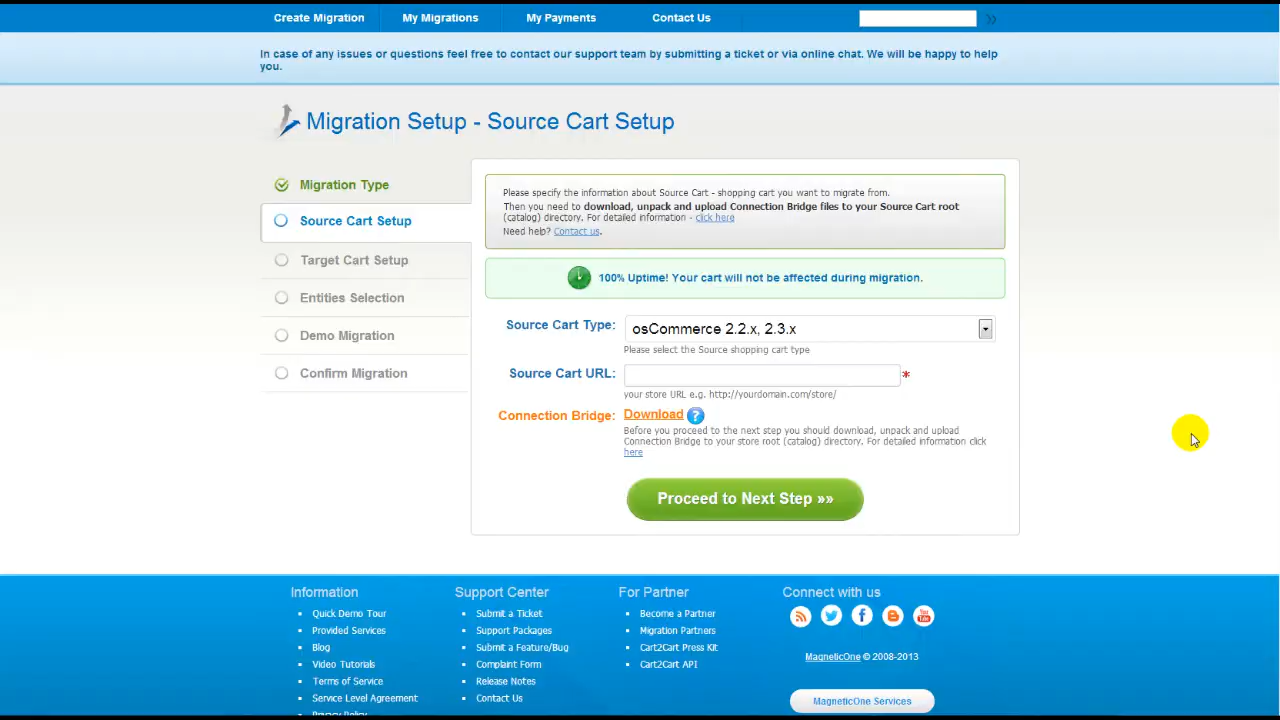 Create Migration My Migrations My Payments Contact Us
In case of any issues or questions feel free to contact our support team by submitting a ticket or via online chat. We will be happy to help
you.
Migration Setup - Source Cart Setup
Migration Type
Source Cart Setup
Target Cart Setup
Entities Selection
Demo Migration
Confirm Migration
Please specify the information about Source Cart - shopping cart you want to migrate from.
Then you need to download, unpack and upload Connection Bridge files to your Source Cart root
(catalog) directory. For detailed information - click here
Need help? Contact us.
100% Uptime! Your cart will not be affected during migration.
Source Cart Type: osCommerce 2.2.x, 2.3.x
Please select the Source shopping cart type
Source Cart URL: *
your store URL e.g. http://yourdomain.com/store/
Connection Bridge: Download ?
Before you proceed to the next step you should download, unpack and upload
Connection Bridge to your store root (catalog) directory. For detailed information click
here
Proceed to Next Step »»
Information
Quick Demo Tour
Provided Services
Blog
Video Tutorials
Terms of Service
Service Level Agreement
Privacy Policy
Support Center
Submit a Ticket
Support Packages
Submit a Feature/Bug
Complaint Form
Release Notes
Contact Us
For Partner
Become a Partner
Migration Partners
Cart2Cart Press Kit
Cart2Cart API
Connect with us
MagneticOne © 2008-2013
MagneticOne Services